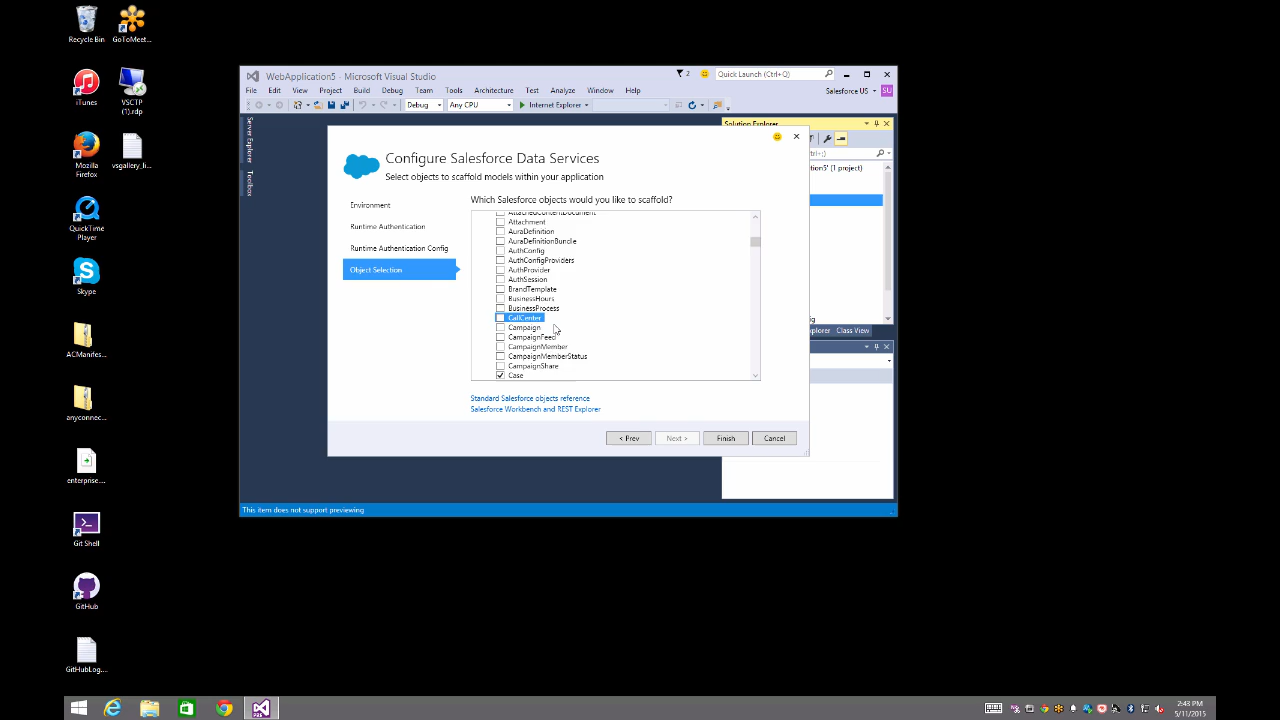 Recycle Bin
GoToMeet...
iTunes
VSCTP
(1).rdp
Mozilla
Firefox
vsgallery_li...
QuickTime
Player
Skype
ACManifes...
anyconnec...
enterprise....
Git Shell
GitHub
GitHubLog....
WebApplication5 - Microsoft Visual Studio
2
Quick Launch (Ctrl+Q)
File Edit View Project Build Debug Team Tools Architecture Test Analyze Window Help
Salesforce US
SU
Debug
Any CPU
Internet Explorer
Server Explorer
Toolbox
Solution Explorer
Configure Salesforce Data Services
Select objects to scaffold models within your application
Environment
Runtime Authentication
Runtime Authentication Config
Object Selection
Which Salesforce objects would you like to scaffold?
AttachedContentDocument
Attachment
AuraDefinition
AuraDefinitionBundle
AuthConfig
AuthConfigProviders
AuthProvider
AuthSession
BrandTemplate
BusinessHours
BusinessProcess
CallCenter
Campaign
CampaignFeed
CampaignMember
CampaignMemberStatus
CampaignShare
Case
Standard Salesforce objects reference
Salesforce Workbench and REST Explorer
< Prev
Next >
Finish
Cancel
ion5' (1 project)
plorer
Class View
This item does not support previewing
2:43 PM
5/11/2015